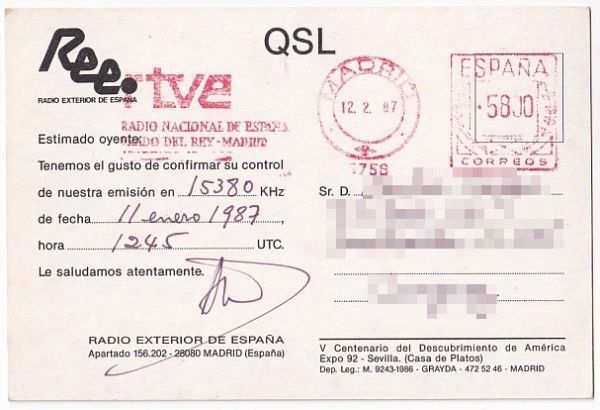 QSL
Ree.
RADIO EXTERIOR DE ESPAÑA
rtve
RADIO NACIONAL DE ESPAÑA
PRADO DEL REY-MADRID
MADRID
12. 2. 87
ESPAÑA
5800
CORREOS
Estimado oyente:
Tenemos el gusto de confirmar su control
de nuestra emisión en 15380 KHz
de fecha 11 enero 1987,
hora 1245 UTC.
Le saludamos atentamente.
Sr. D.
RADIO EXTERIOR DE ESPAÑA
Apartado 156.202 - 28080 MADRID (España)
V Centenario del Descubrimiento de América
Expo 92 - Sevilla. (Casa de Platos)
Dep. Leg.: M. 9243-1986 - GRAYDA - 472 52 46 - MADRID